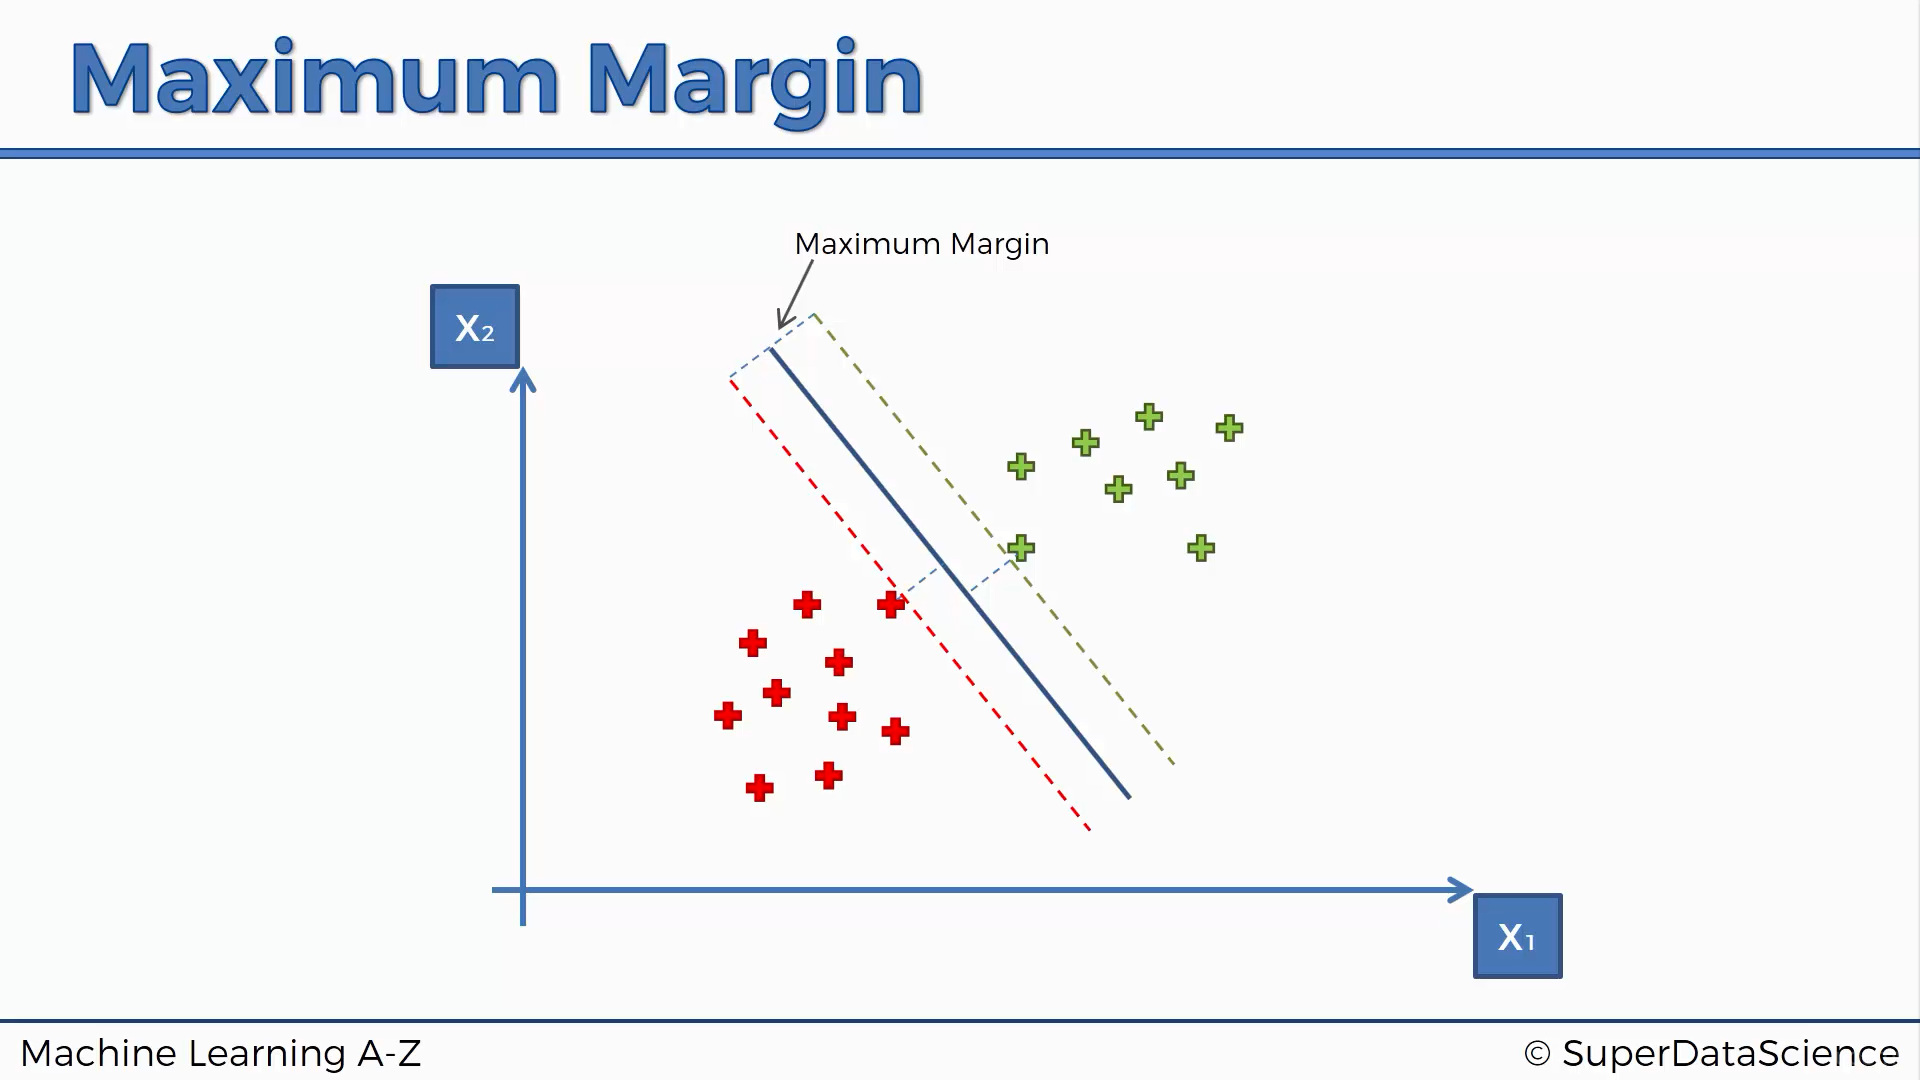 Maximum Margin
Maximum Margin
X₂
X₁
Machine Learning A-Z
© SuperDataScience